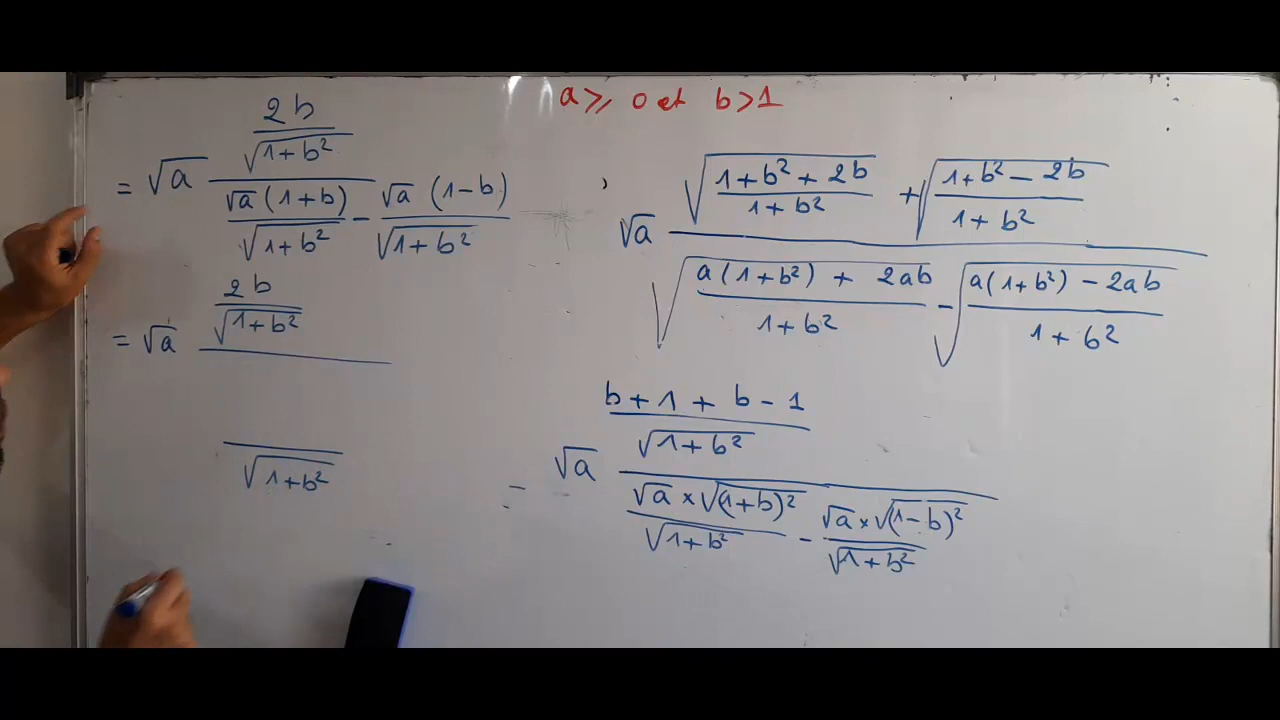 a ≥ 0 et b > 1
√a (√((1 + b² + 2b)/(1 + b²)) + √((1 + b² − 2b)/(1 + b²))) / (√((a(1 + b²) + 2ab)/(1 + b²)) − √((a(1 + b²) − 2ab)/(1 + b²)))
= √a ((b + 1 + b − 1)/√(1 + b²)) / ((√a × √((1 + b)²))/√(1 + b²) − (√a × √((1 − b)²))/√(1 + b²))
= √a (2b/√(1 + b²)) / ((√a (1 + b))/√(1 + b²) − (√a (1 − b))/√(1 + b²))
= √a (2b/√(1 + b²)) / ( /√(1 + b²))